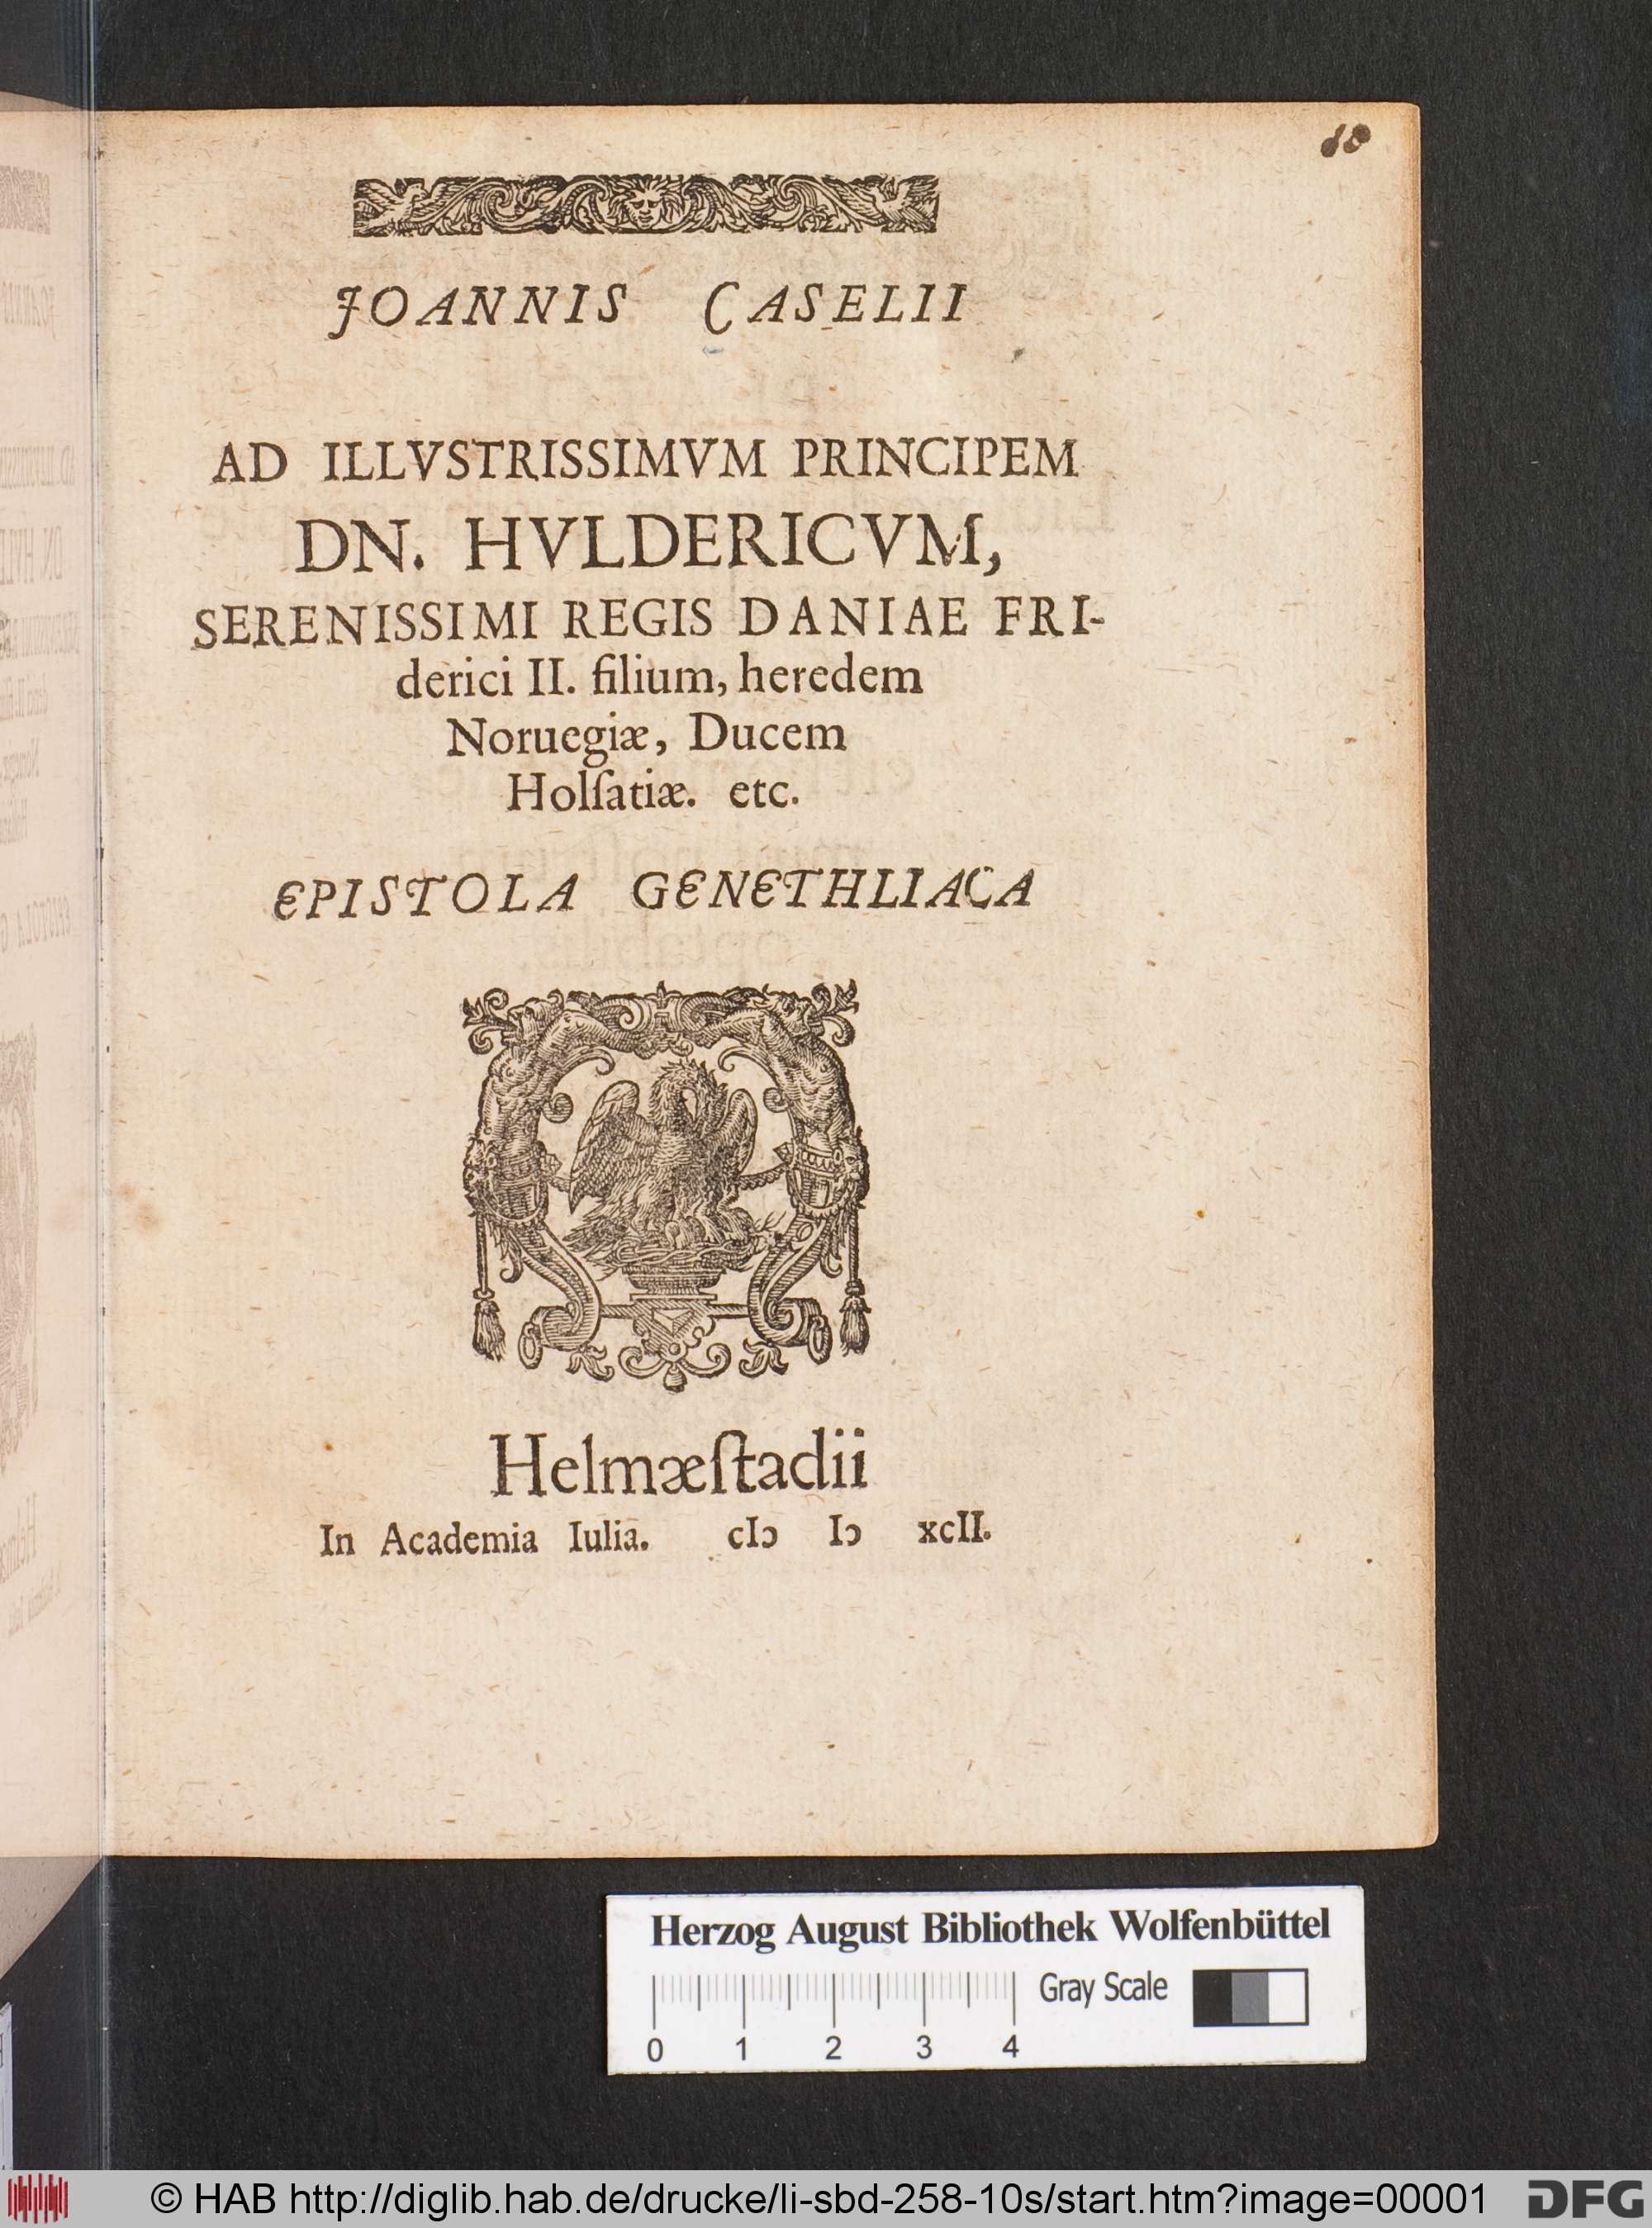 18
JOANNIS CASELII
AD ILLVSTRISSIMVM PRINCIPEM
DN. HVLDERICVM,
SERENISSIMI REGIS DANIAE FRI-
derici II. filium, heredem
Noruegiæ, Ducem
Holſatiæ. etc.
EPISTOLA GENETHLIACA
Helmæſtadii
In Academia Iulia. cIↄ Iↄ xcII.
Herzog August Bibliothek Wolfenbüttel
Gray Scale
0 1 2 3 4
© HAB http://diglib.hab.de/drucke/li-sbd-258-10s/start.htm?image=00001
DFG